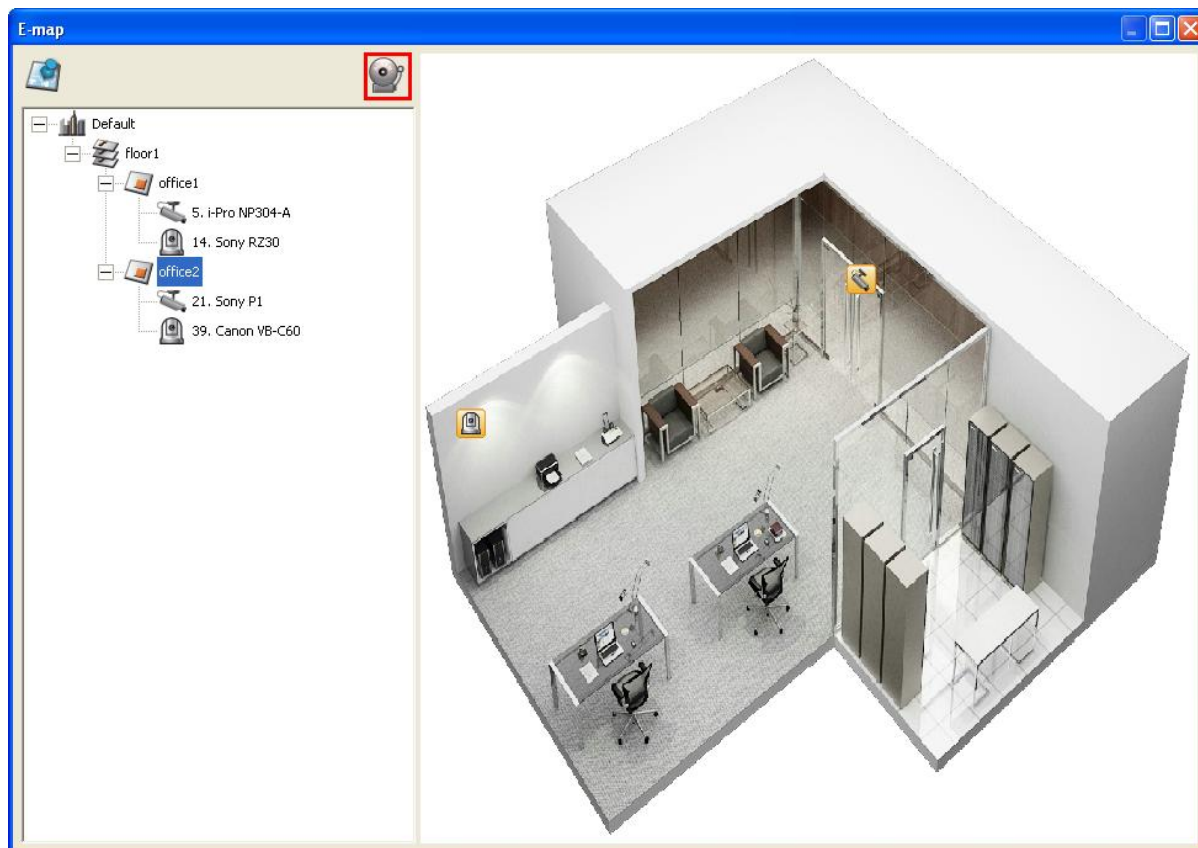 E-map
Default
floor1
office1
5. i-Pro NP304-A
14. Sony RZ30
office2
21. Sony P1
39. Canon VB-C60